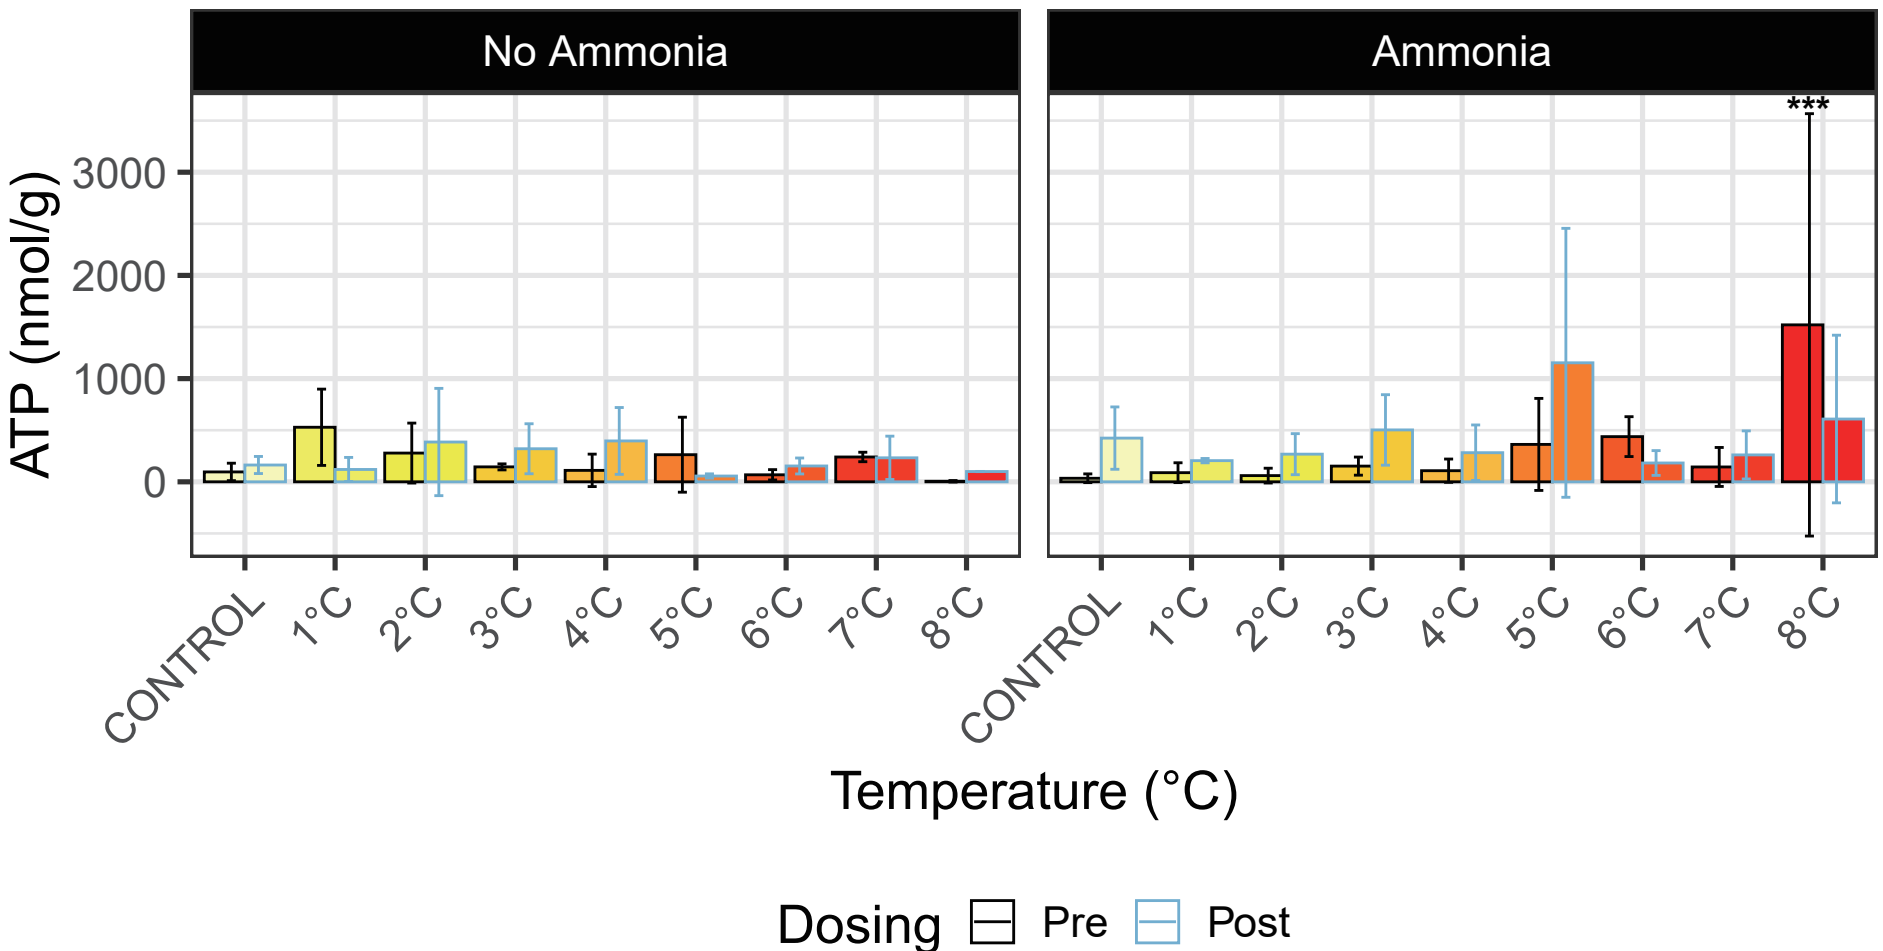 No Ammonia
Ammonia
***
ATP (nmol/g)
3000
2000
1000
0
CONTROL 1°C 2°C 3°C 4°C 5°C 6°C 7°C 8°C
CONTROL 1°C 2°C 3°C 4°C 5°C 6°C 7°C 8°C
Temperature (°C)
Dosing Pre Post